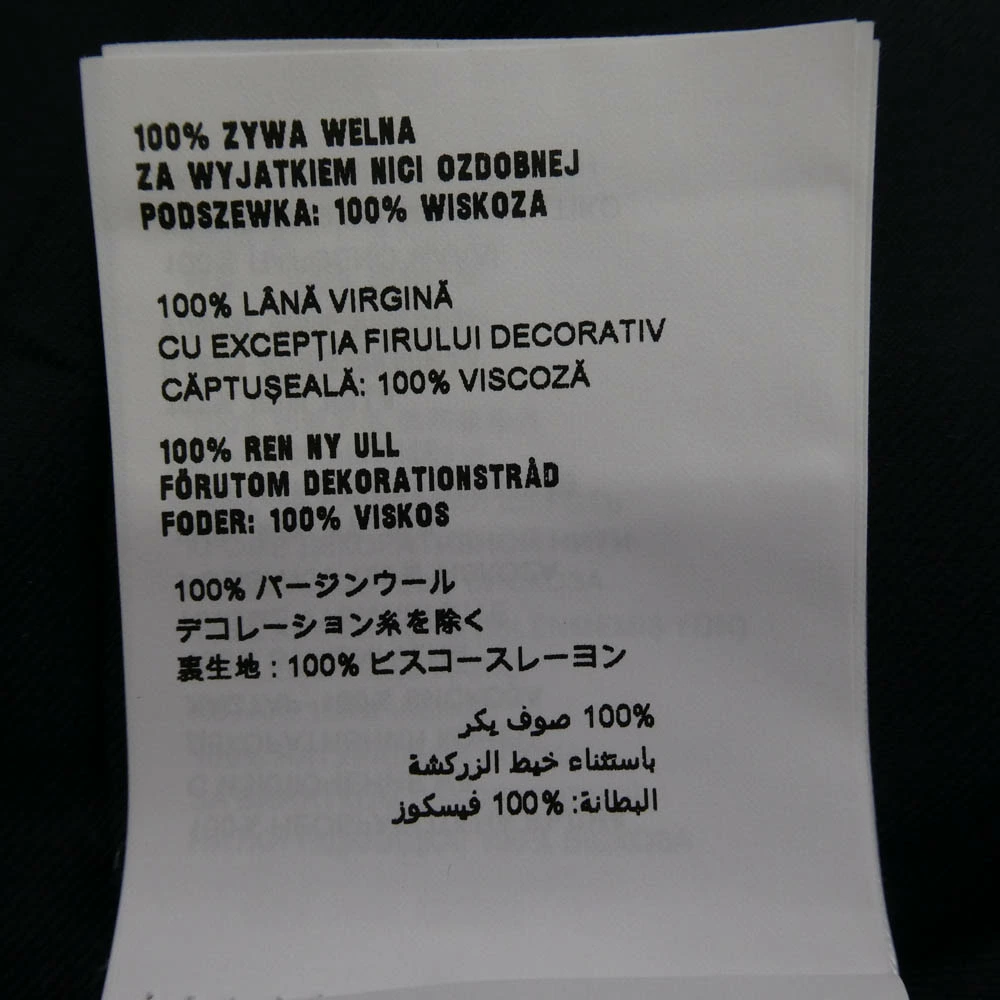 100% ZYWA WELNA
ZA WYJATKIEM NICI OZDOBNEJ
PODSZEWKA: 100% WISKOZA
100% LÂNĂ VIRGINĂ
CU EXCEPŢIA FIRULUI DECORATIV
CĂPTUŞEALĂ: 100% VISCOZĂ
100% REN NY ULL
FÖRUTOM DEKORATIONSTRÅD
FODER: 100% VISKOS
100% バージンウール
デコレーション糸を除く
裏生地 : 100% ビスコースレーヨン
100% صوف يكر
باستثناء خيط الزركشة
البطانة: 100% فيسكوز